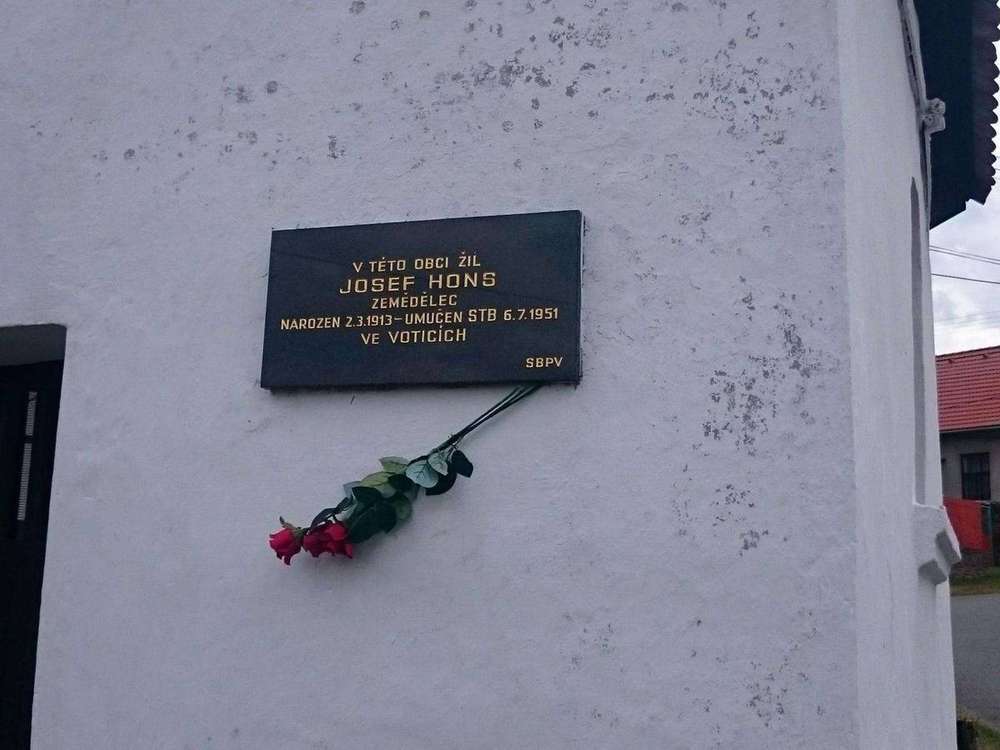 V TÉTO OBCI ŽIL
JOSEF HONS
ZEMĚDĚLEC
NAROZEN 2.3.1913 – UMUČEN STB 6.7.1951
VE VOTICÍCH
SBPV